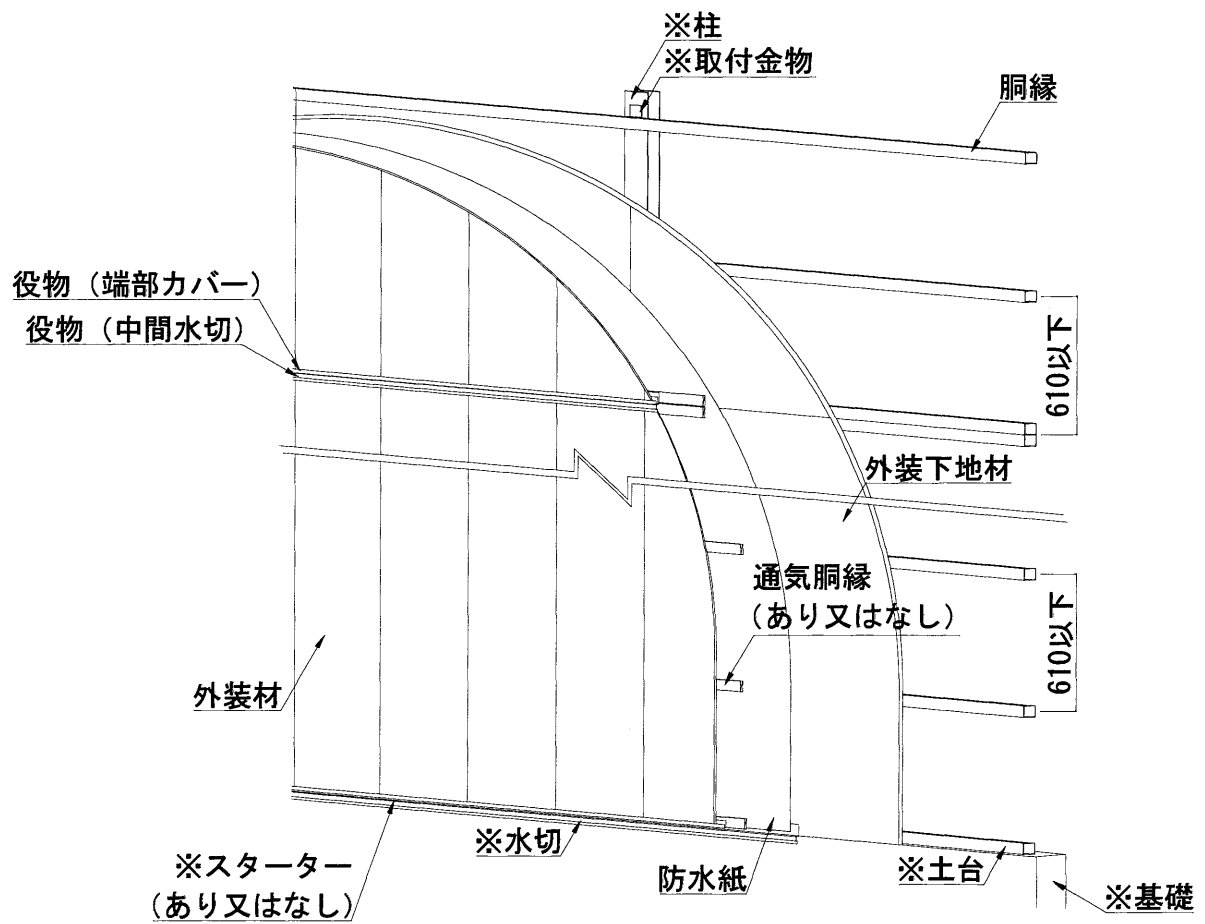 ※柱
※取付金物
胴縁
役物（端部カバー）
役物（中間水切）
610以下
外装下地材
通気胴縁
（あり又はなし）
610以下
外装材
※水切
※スターター
（あり又はなし）
防水紙
※土台
※基礎